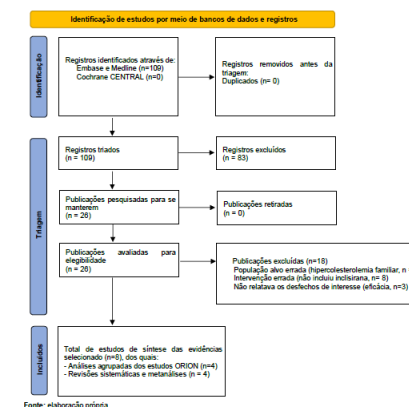 Identificação de estudos por meio de bancos de dados e registros
Identificação
Registros identificados através de:
Embase e Medline (n=109)
Cochrane CENTRAL (n=0)
Registros removidos antes da
triagem:
Duplicados (n= 0)
Triagem
Registros triados
(n = 109)
Registros excluídos
(n = 83)
Publicações pesquisadas para se
manterem
(n = 26)
Publicações retiradas
(n = 0)
Publicações avaliadas para
elegibilidade
(n = 26)
Publicações excluídas (n=18)
População alvo errada (hipercolesterolemia familiar, n
Intervenção errada (não incluiu inclisirana, n= 8)
Não relatava os desfechos de interesse (eficácia, n=3)
Incluídos
Total de estudos de síntese das evidências
selecionado (n=8), dos quais:
- Análises agrupadas dos estudos ORION (n=4)
- Revisões sistemáticas e metanálises (n = 4)
Fonte: elaboração própria